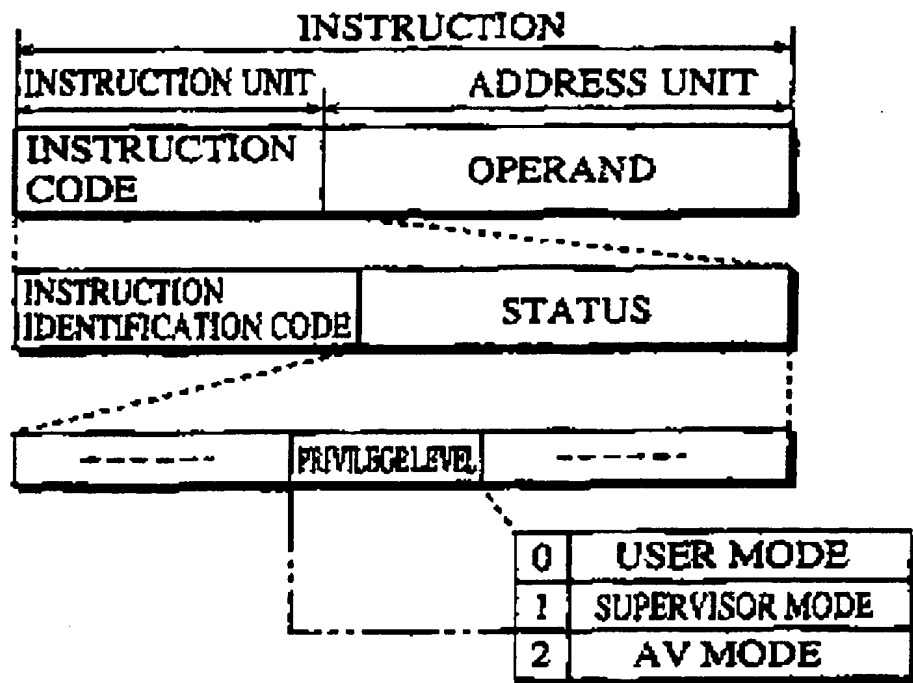 INSTRUCTION
INSTRUCTION UNIT ADDRESS UNIT
INSTRUCTION
CODE
OPERAND
INSTRUCTION
IDENTIFICATION CODE
STATUS
PRIVILEGE LEVEL
0 USER MODE
1 SUPERVISOR MODE
2 AV MODE